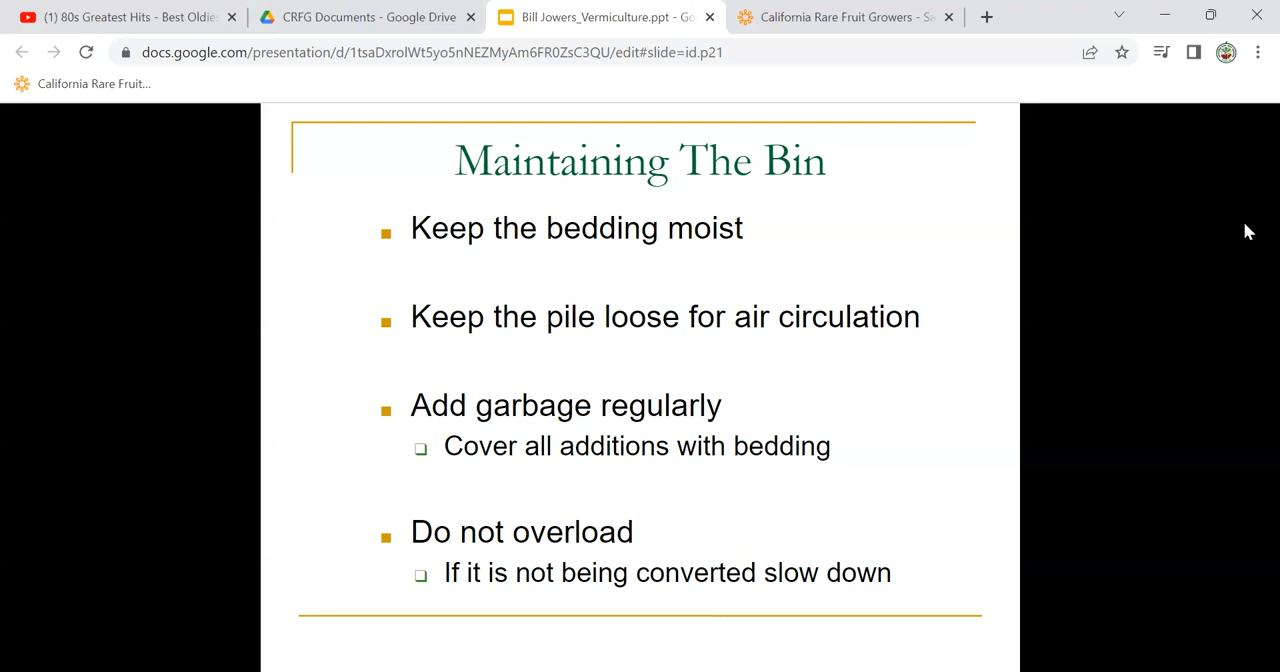 (1) 80s Greatest Hits - Best Oldie
CRFG Documents - Google Drive
Bill Jowers_Vermiculture.ppt - Go
California Rare Fruit Growers - Sa
docs.google.com/presentation/d/1tsaDxrolWt5yo5nNEZMyAm6FR0ZsC3QU/edit#slide=id.p21
California Rare Fruit...
Maintaining The Bin
Keep the bedding moist
Keep the pile loose for air circulation
Add garbage regularly
Cover all additions with bedding
Do not overload
If it is not being converted slow down